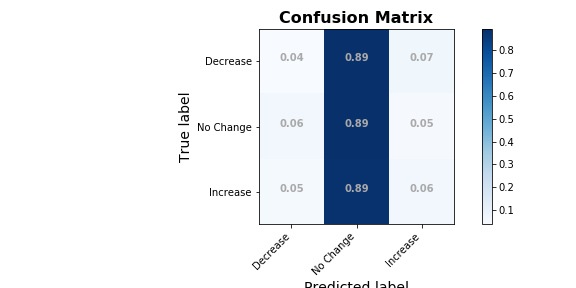 Confusion Matrix
Decrease 0.04 0.89 0.07
No Change 0.06 0.89 0.05
Increase 0.05 0.89 0.06
True label
Decrease No Change Increase
Predicted label
0.8
0.7
0.6
0.5
0.4
0.3
0.2
0.1